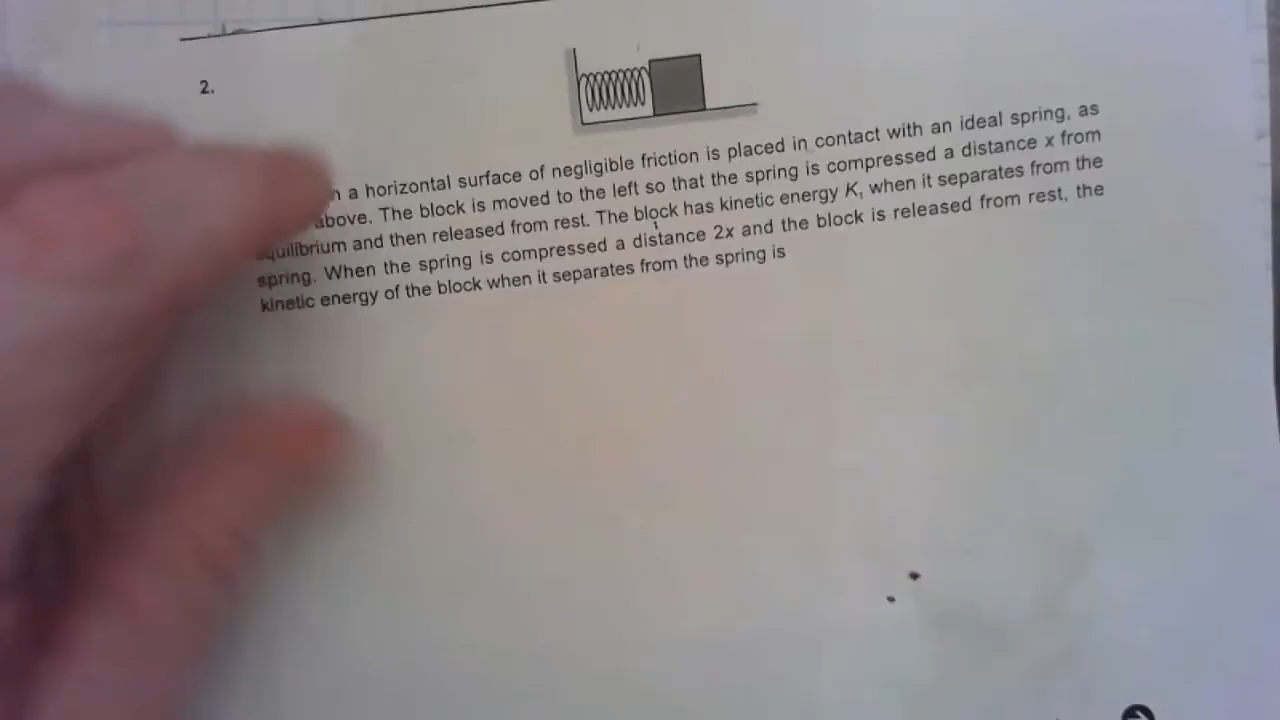 2.
a horizontal surface of negligible friction is placed in contact with an ideal spring, as
above. The block is moved to the left so that the spring is compressed a distance x from
equilibrium and then released from rest. The block has kinetic energy K, when it separates from the
spring. When the spring is compressed a distance 2x and the block is released from rest, the
kinetic energy of the block when it separates from the spring is